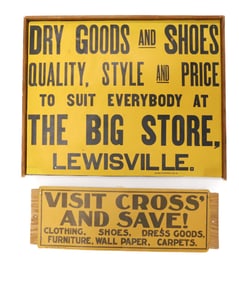 DRY GOODS AND SHOES
QUALITY, STYLE AND PRICE
TO SUIT EVERYBODY AT
THE BIG STORE,
LEWISVILLE.
VISIT CROSS'
AND SAVE!
CLOTHING, SHOES, DRESS GOODS,
FURNITURE, WALL PAPER, CARPETS.